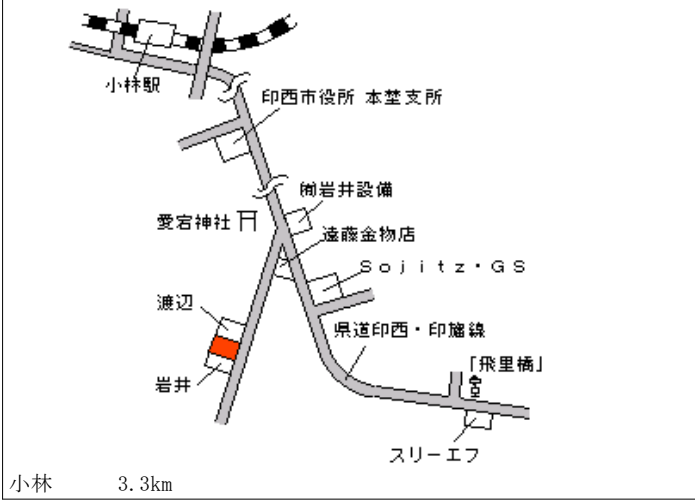 小林駅
印西市役所 本埜支所
㈲岩井設備
愛宕神社
遠藤金物店
Ｓｏｊｉｔｚ・ＧＳ
渡辺
県道印西・印旛線
「飛里橋」
岩井
スリーエフ
小林 3.3km